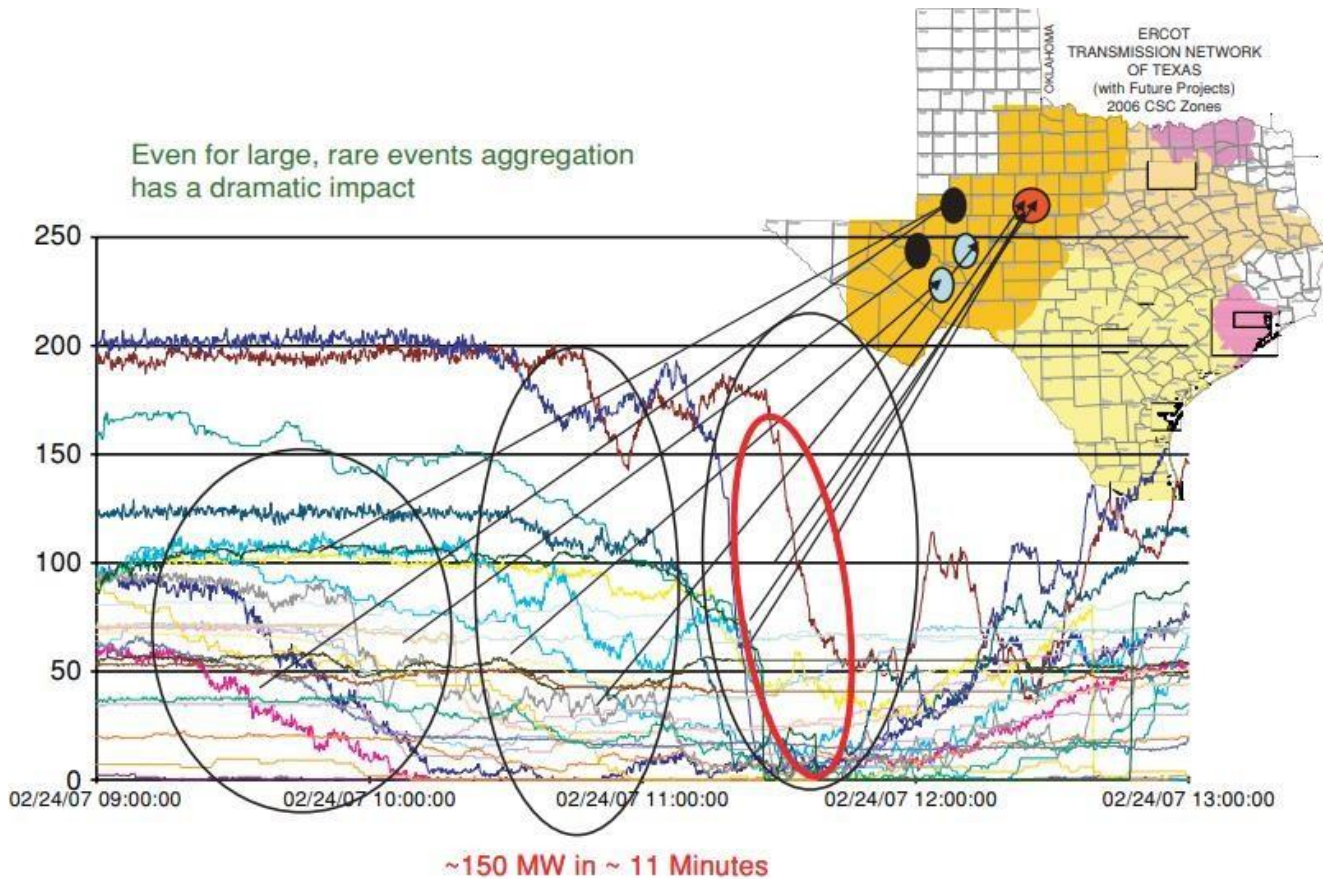 ERCOT
TRANSMISSION NETWORK
OF TEXAS
(with Future Projects)
2006 CSC Zones
OKLAHOMA
Even for large, rare events aggregation
has a dramatic impact
250
200
150
100
50
0
02/24/07 09:00:00 02/24/07 10:00:00 02/24/07 11:00:00 02/24/07 12:00:00 02/24/07 13:00:00
~150 MW in ~ 11 Minutes